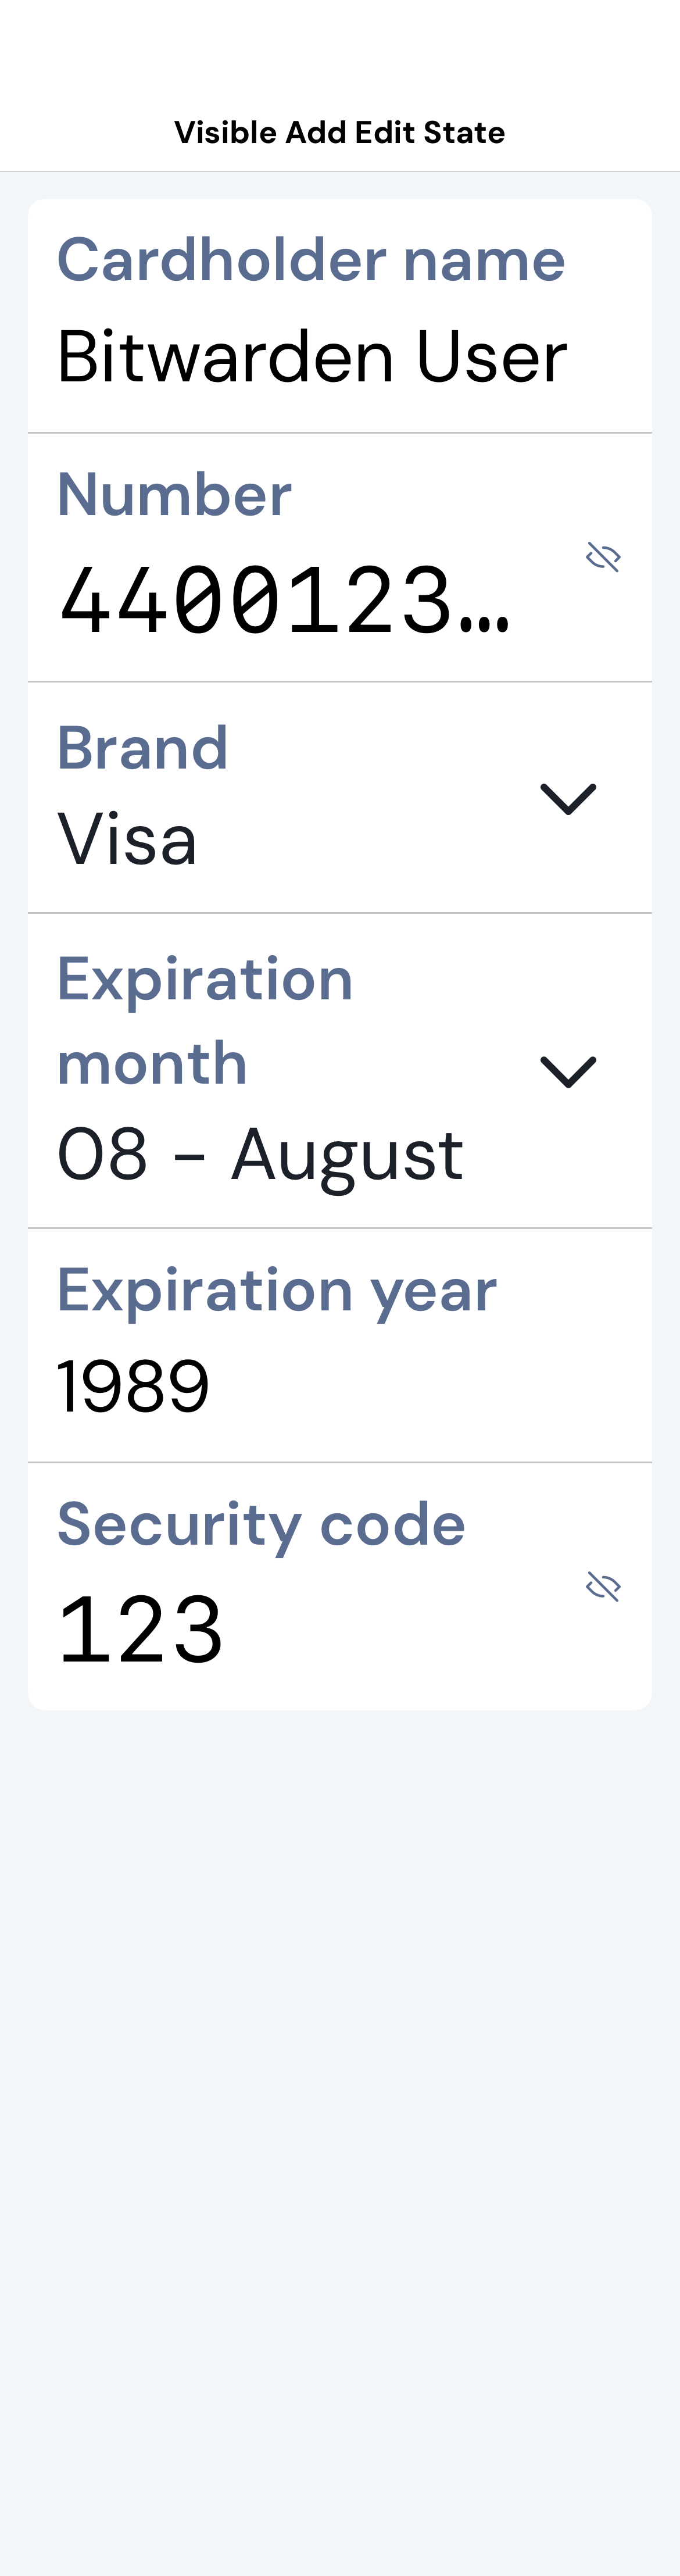 Visible Add Edit State
Cardholder name
Bitwarden User
Number
4400123…
Brand
Visa
Expiration
month
08 - August
Expiration year
1989
Security code
123